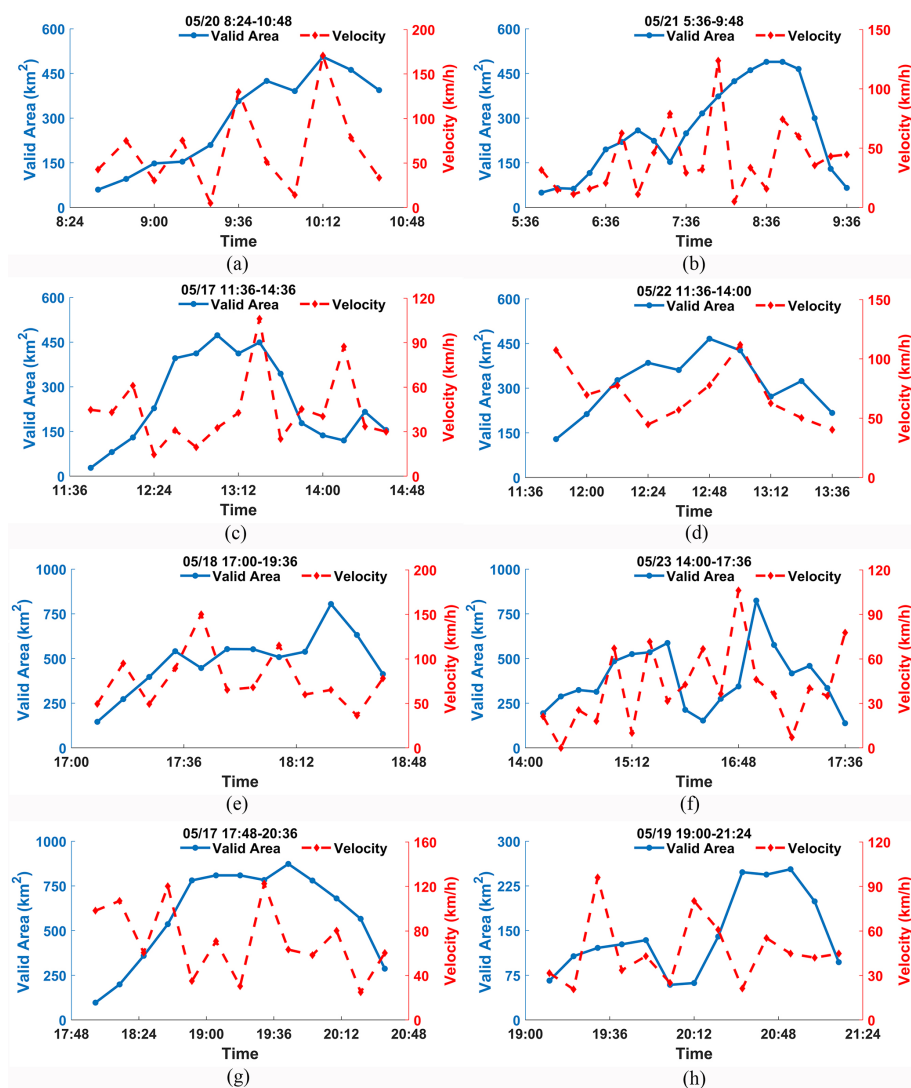 05/20 8:24-10:48
Valid Area Velocity
600 450 300 150 0
200 150 100 50 0
Valid Area (km²)
Velocity (km/h)
8:24 9:00 9:36 10:12 10:48
Time
(a)
05/21 5:36-9:48
Valid Area Velocity
600 450 300 150 0
150 100 50 0
Valid Area (km²)
Velocity (km/h)
5:36 6:36 7:36 8:36 9:36
Time
(b)
05/17 11:36-14:36
Valid Area Velocity
600 450 300 150 0
120 90 60 30 0
Valid Area (km²)
Velocity (km/h)
11:36 12:24 13:12 14:00 14:48
Time
(c)
05/22 11:36-14:00
Valid Area Velocity
600 450 300 150 0
150 100 50 0
Valid Area (km²)
Velocity (km/h)
11:36 12:00 12:24 12:48 13:12 13:36
Time
(d)
05/18 17:00-19:36
Valid Area Velocity
1000 750 500 250 0
200 150 100 50 0
Valid Area (km²)
Velocity (km/h)
17:00 17:36 18:12 18:48
Time
(e)
05/23 14:00-17:36
Valid Area Velocity
1000 750 500 250 0
120 90 60 30 0
Valid Area (km²)
Velocity (km/h)
14:00 15:12 16:48 17:36
Time
(f)
05/17 17:48-20:36
Valid Area Velocity
1000 750 500 250 0
160 120 80 40 0
Valid Area (km²)
Velocity (km/h)
17:48 18:24 19:00 19:36 20:12 20:48
Time
(g)
05/19 19:00-21:24
Valid Area Velocity
300 225 150 75 0
120 90 60 30 0
Valid Area (km²)
Velocity (km/h)
19:00 19:36 20:12 20:48 21:24
Time
(h)